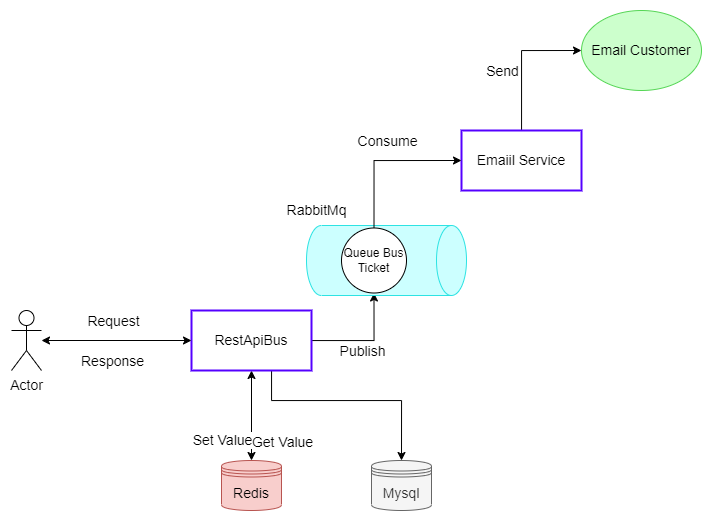 Email Customer
Send
Consume
Emaiil Service
RabbitMq
Queue Bus
Ticket
Request
RestApiBus
Publish
Response
Actor
Set Value
Get Value
Redis
Mysql